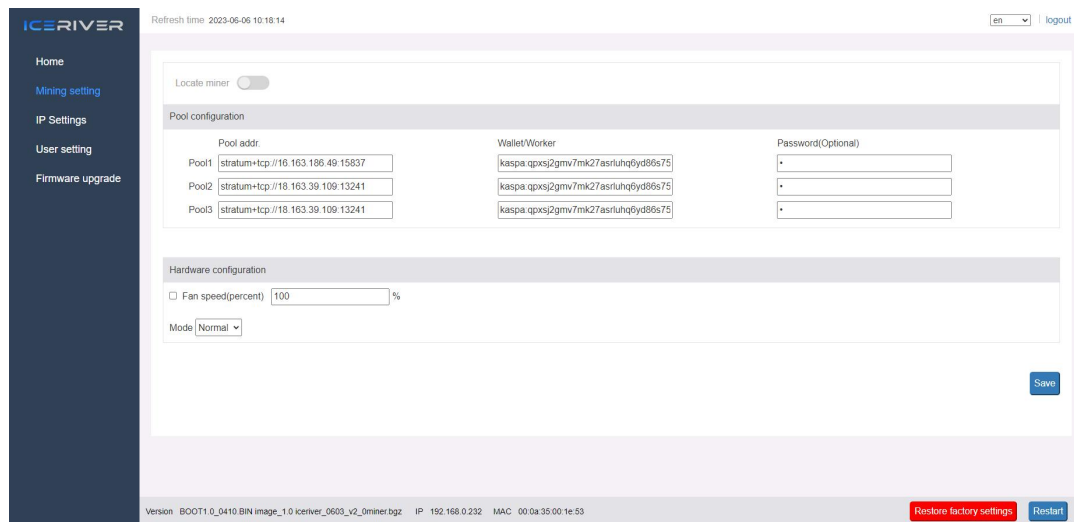 ICERIVER
Refresh time 2023-06-06 10:18:14
en
logout
Home
Mining setting
IP Settings
User setting
Firmware upgrade
Locate miner
Pool configuration
Pool addr. Wallet/Worker Password(Optional)
Pool1 stratum+tcp://16.163.186.49:15837 kaspa:qpxsj2gmv7mk27asrluhq6yd86s75 •
Pool2 stratum+tcp://18.163.39.109:13241 kaspa:qpxsj2gmv7mk27asrluhq6yd86s75 •
Pool3 stratum+tcp://18.163.39.109:13241 kaspa:qpxsj2gmv7mk27asrluhq6yd86s75 •
Hardware configuration
Fan speed(percent) 100 %
Mode Normal
Save
Version BOOT1.0_0410.BIN image_1.0 iceriver_0603_v2_0miner.bgz IP 192.168.0.232 MAC 00:0a:35:00:1e:53
Restore factory settings
Restart